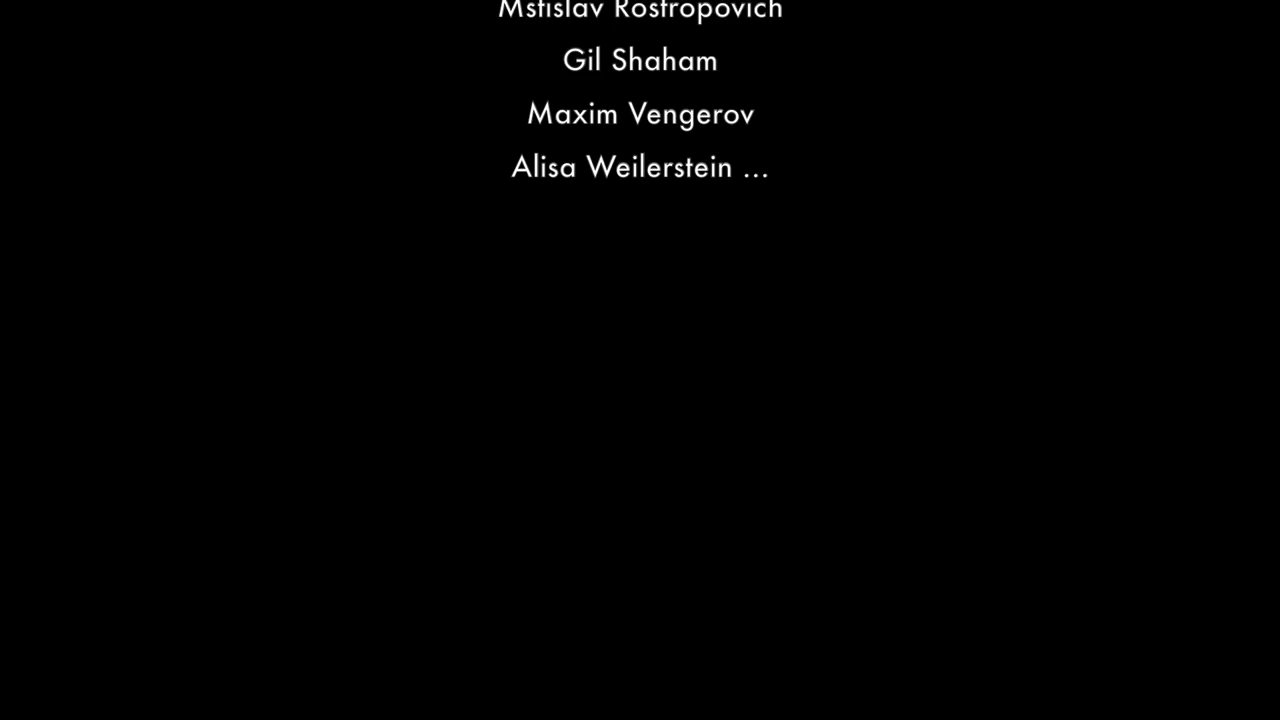 Mstislav Rostropovich
Gil Shaham
Maxim Vengerov
Alisa Weilerstein ...